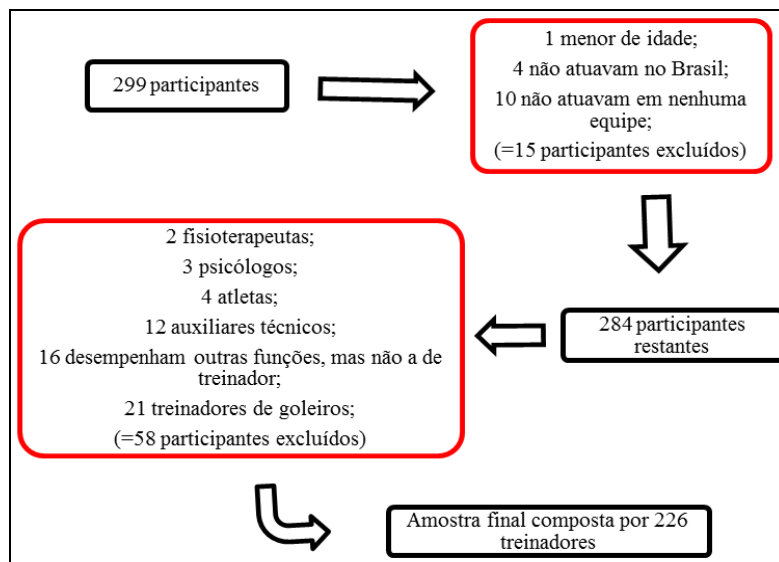 299 participantes
1 menor de idade;
4 não atuavam no Brasil;
10 não atuavam em nenhuma
equipe;
(=15 participantes excluídos)
284 participantes
restantes
2 fisioterapeutas;
3 psicólogos;
4 atletas;
12 auxiliares técnicos;
16 desempenham outras funções, mas não a de
treinador;
21 treinadores de goleiros;
(=58 participantes excluídos)
Amostra final composta por 226
treinadores